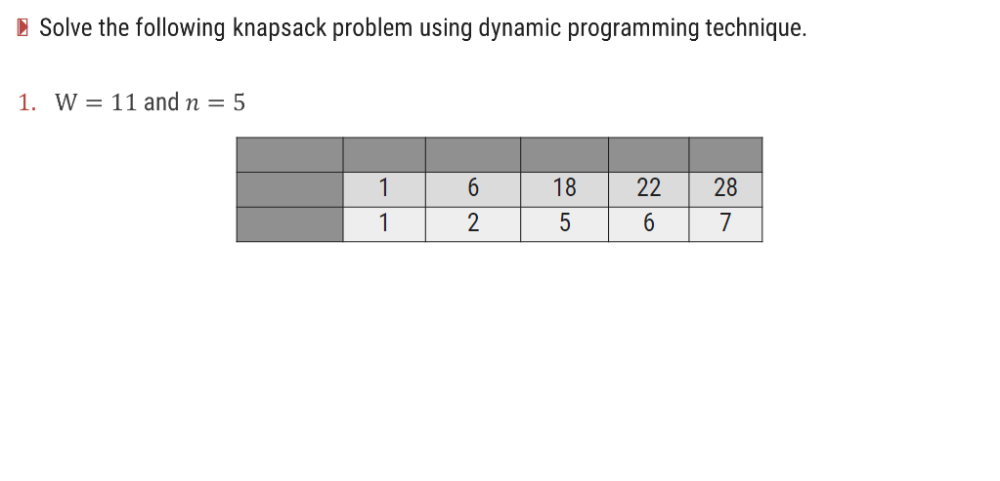 Solve the following knapsack problem using dynamic programming technique.
1. W = 11 and n = 5
1 6 18 22 28
1 2 5 6 7